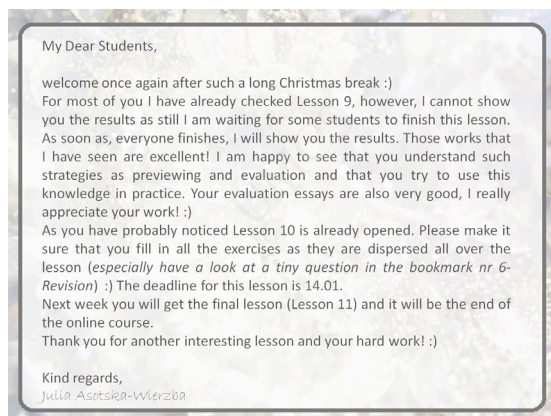 My Dear Students,
welcome once again after such a long Christmas break :)
For most of you I have already checked Lesson 9, however, I cannot show
you the results as still I am waiting for some students to finish this lesson.
As soon as, everyone finishes, I will show you the results. Those works that
I have seen are excellent! I am happy to see that you understand such
strategies as previewing and evaluation and that you try to use this
knowledge in practice. Your evaluation essays are also very good, I really
appreciate your work! :)
As you have probably noticed Lesson 10 is already opened. Please make it
sure that you fill in all the exercises as they are dispersed all over the
lesson (especially have a look at a tiny question in the bookmark nr 6-
Revision) :) The deadline for this lesson is 14.01.
Next week you will get the final lesson (Lesson 11) and it will be the end of
the online course.
Thank you for another interesting lesson and your hard work! :)
Kind regards,
Julia Asotska-Wierzba